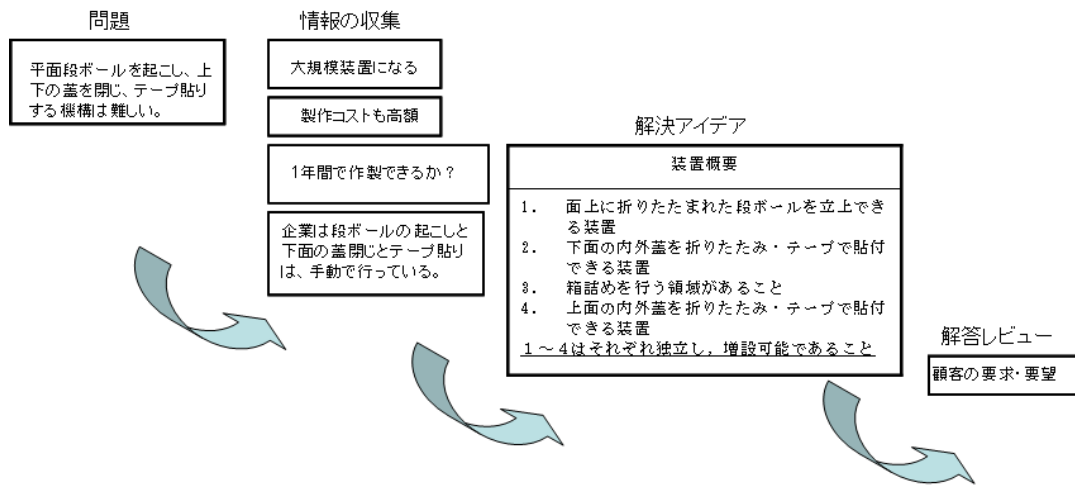 問題
平面段ボールを起こし、上
下の蓋を閉じ、テープ貼り
する機構は難しい。
情報の収集
大規模装置になる
製作コストも高額
1年間で作製できるか?
企業は段ボールの起こしと
下面の蓋閉じとテープ貼り
は、手動で行っている。
解決アイデア
装置概要
1. 面上に折りたたまれた段ボールを立上でき
る装置
2. 下面の内外蓋を折りたたみ・テープで貼付
できる装置
3. 箱詰めを行う領域があること
4. 上面の内外蓋を折りたたみ・テープで貼付
できる装置
1~4はそれぞれ独立し,増設可能であること
解答レビュー
顧客の要求・要望